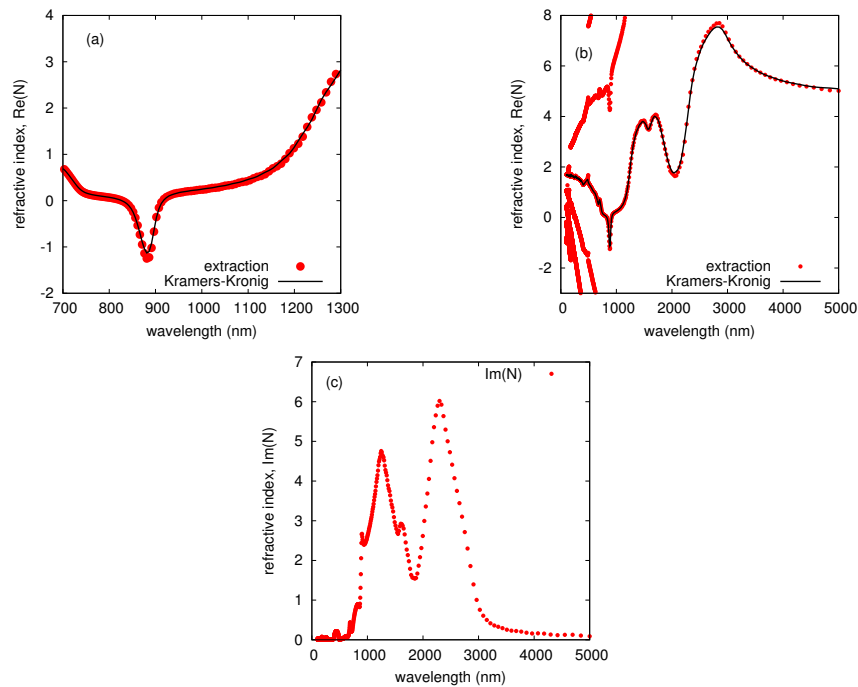 (a)
refractive index, Re(N)
4
3
2
1
0
-1
-2
extraction
Kramers-Kronig
700 800 900 1000 1100 1200 1300
wavelength (nm)
(b)
refractive index, Re(N)
8
6
4
2
0
-2
extraction
Kramers-Kronig
0 1000 2000 3000 4000 5000
wavelength (nm)
(c)
Im(N)
refractive index, Im(N)
7
6
5
4
3
2
1
0
0 1000 2000 3000 4000 5000
wavelength (nm)